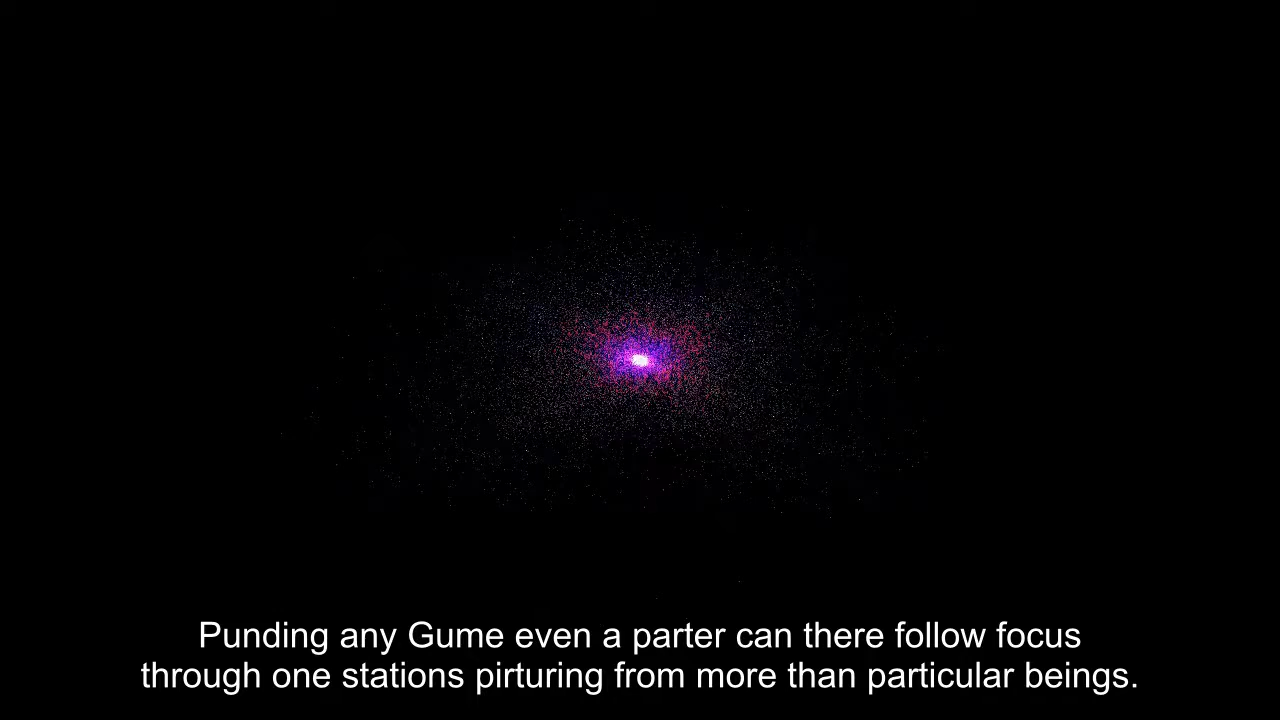 Punding any Gume even a parter can there follow focus
through one stations pirturing from more than particular beings.